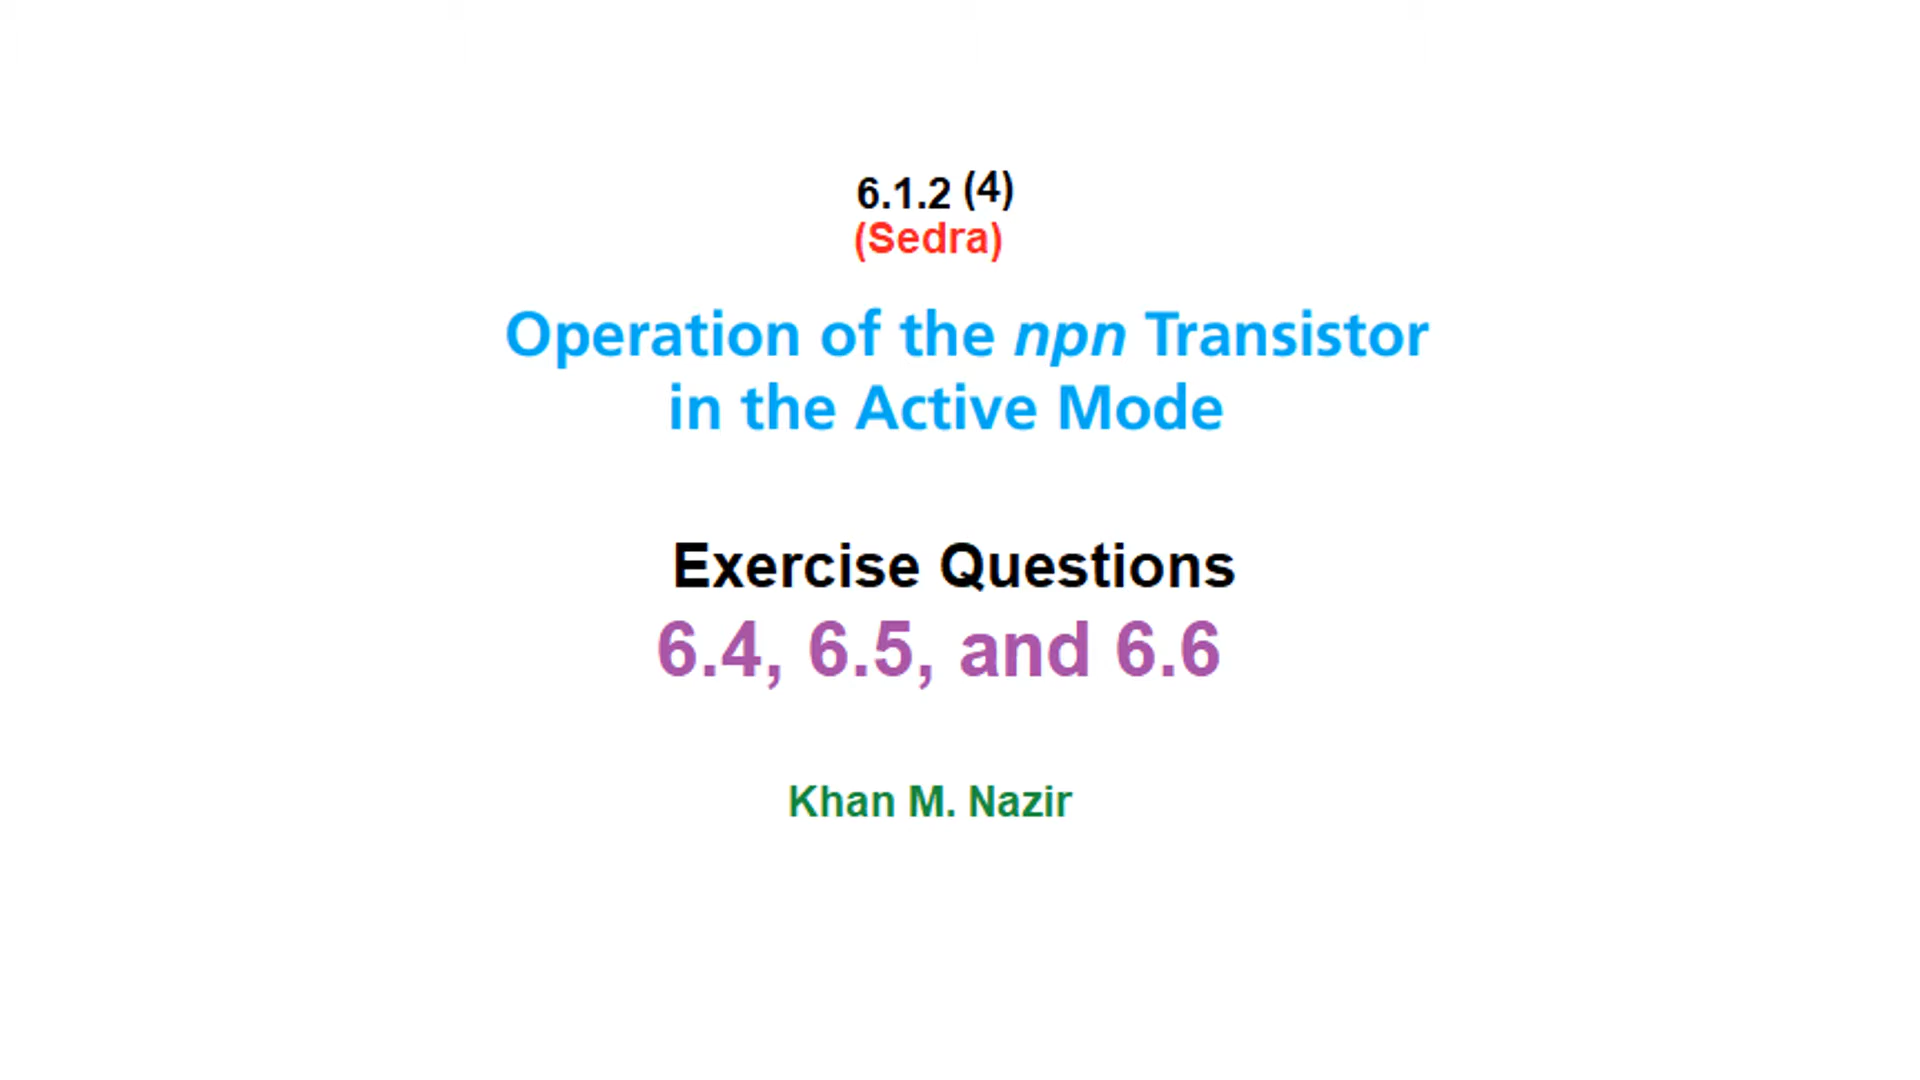 6.1.2 (4)
(Sedra)
Operation of the npn Transistor
in the Active Mode
Exercise Questions
6.4, 6.5, and 6.6
Khan M. Nazir